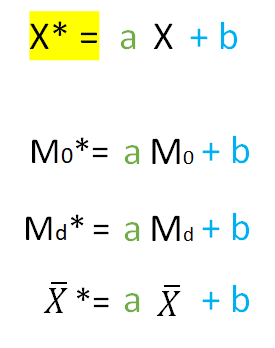 X* = a X + b
M₀*= a M₀ + b
Md* = a Md + b
X̅ *= a X̅ + b